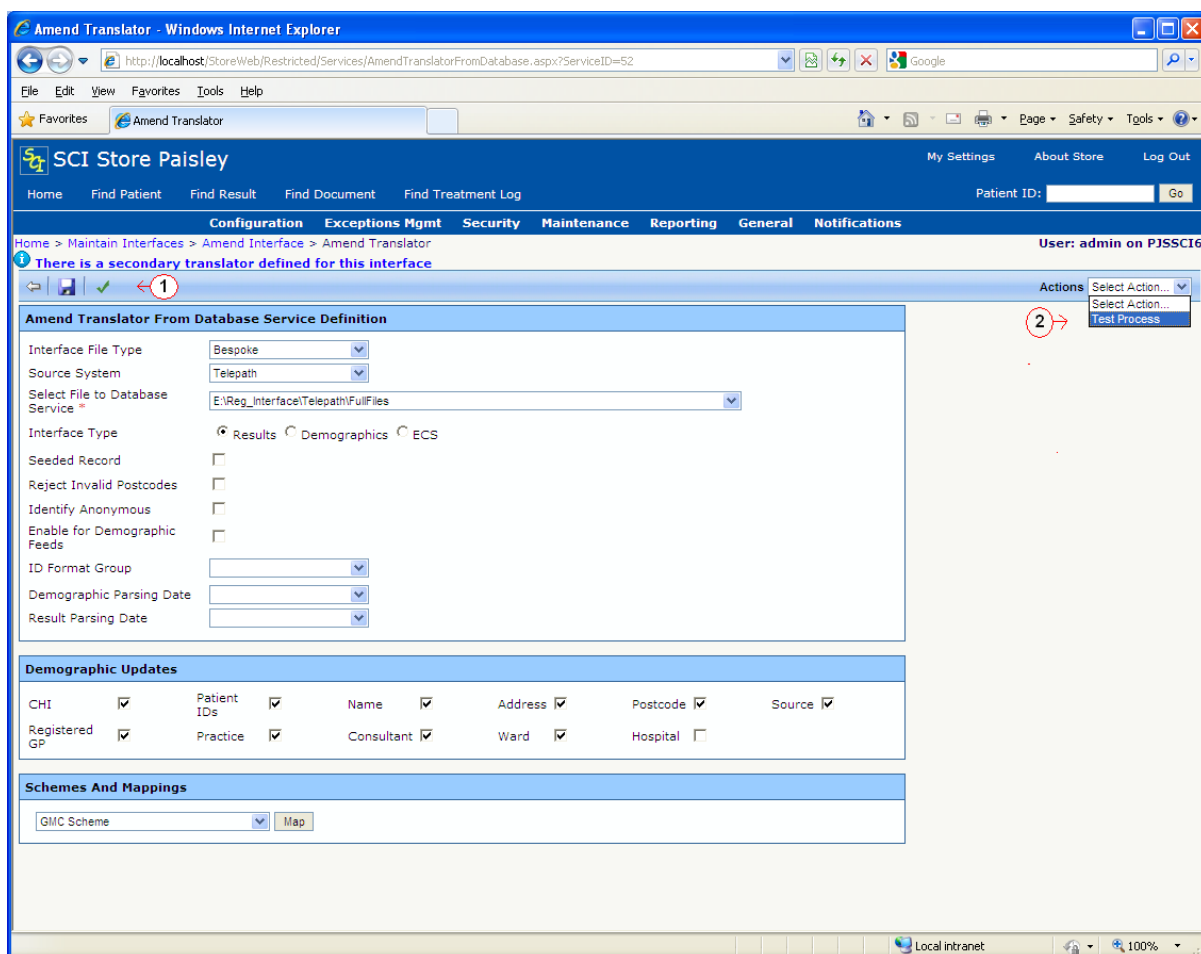 Amend Translator - Windows Internet Explorer
http://localhost/StoreWeb/Restricted/Services/AmendTranslatorFromDatabase.aspx?ServiceID=52
Google
File Edit View Favorites Tools Help
Favorites Amend Translator Page Safety Tools
SCI SCI Store Paisley My Settings About Store Log Out
Home Find Patient Find Result Find Document Find Treatment Log Patient ID: Go
Configuration Exceptions Mgmt Security Maintenance Reporting General Notifications
Home > Maintain Interfaces > Amend Interface > Amend Translator User: admin on PJSSCI6
There is a secondary translator defined for this interface
1 Actions Select Action...
Select Action...
2 Test Process
Amend Translator From Database Service Definition
Interface File Type Bespoke
Source System Telepath
Select File to Database
Service * E:\Reg_Interface\Telepath\FullFiles
Interface Type Results Demographics ECS
Seeded Record
Reject Invalid Postcodes
Identify Anonymous
Enable for Demographic
Feeds
ID Format Group
Demographic Parsing Date
Result Parsing Date
Demographic Updates
CHI Patient IDs Name Address Postcode Source
Registered GP Practice Consultant Ward Hospital
Schemes And Mappings
GMC Scheme Map
Local intranet 100%